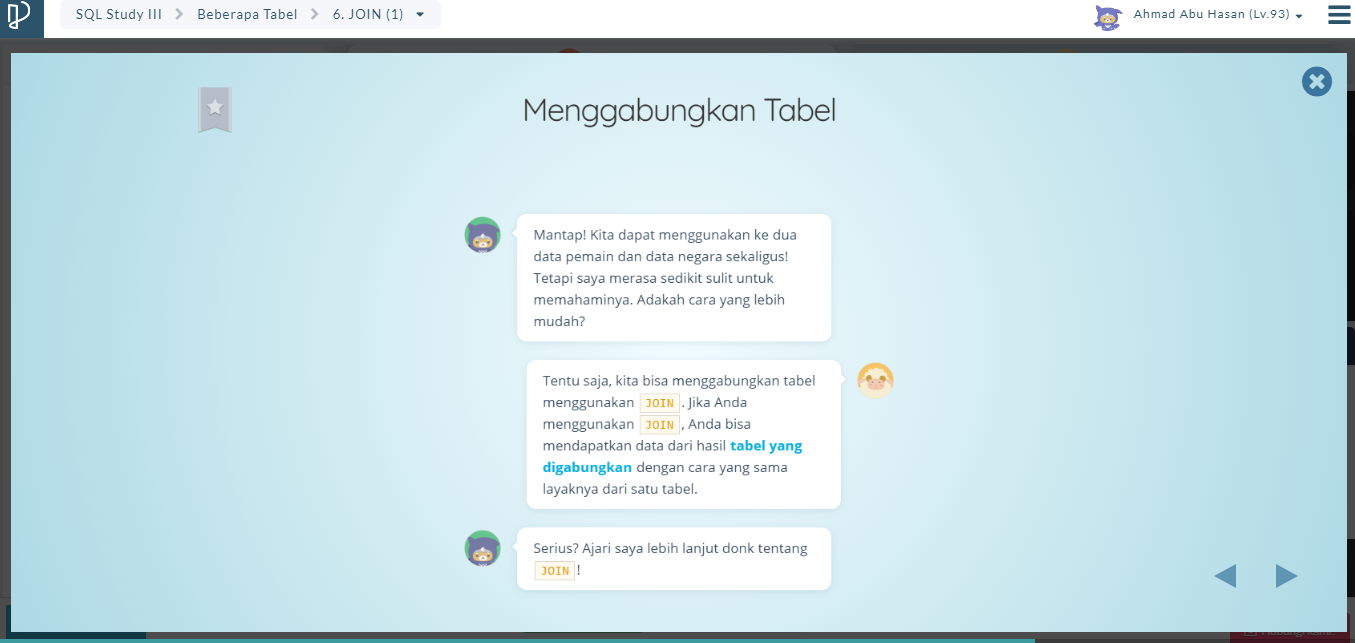 SQL Study III
Beberapa Tabel
6. JOIN (1)
Ahmad Abu Hasan (Lv.93)
Menggabungkan Tabel
Mantap! Kita dapat menggunakan ke dua
data pemain dan data negara sekaligus!
Tetapi saya merasa sedikit sulit untuk
memahaminya. Adakah cara yang lebih
mudah?
Tentu saja, kita bisa menggabungkan tabel
menggunakan JOIN. Jika Anda
menggunakan JOIN, Anda bisa
mendapatkan data dari hasil tabel yang
digabungkan dengan cara yang sama
layaknya dari satu tabel.
Serius? Ajari saya lebih lanjut donk tentang
JOIN!